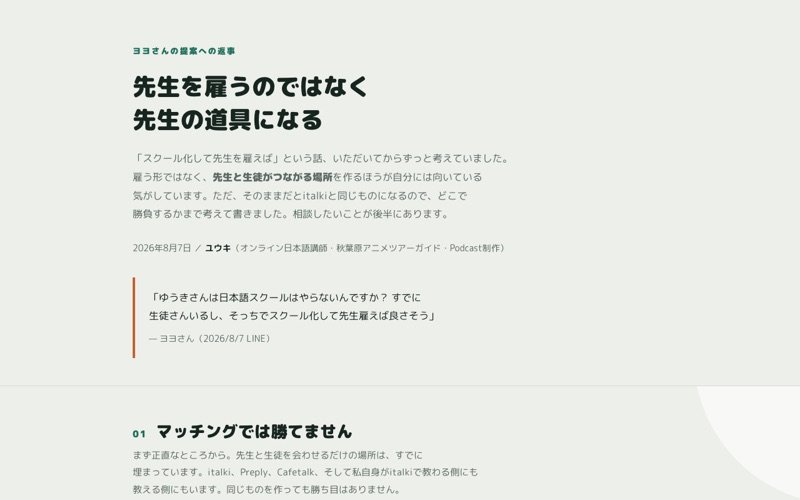 ヨヨさんの提案への返事
先生を雇うのではなく
先生の道具になる
「スクール化して先生を雇えば」という話、いただいてからずっと考えていました。
雇う形ではなく、先生と生徒がつながる場所を作るほうが自分には向いている
気がしています。ただ、そのままだとitalkiと同じものになるので、どこで
勝負するかまで考えて書きました。相談したいことが後半にあります。
2026年8月7日 ／ ユウキ（オンライン日本語講師・秋葉原アニメツアーガイド・Podcast制作）
「ゆうきさんは日本語スクールはやらないんですか？ すでに
生徒さんいるし、そっちでスクール化して先生雇えば良さそう」
— ヨヨさん（2026/8/7 LINE）
01 マッチングでは勝てません
まず正直なところから。先生と生徒を会わせるだけの場所は、すでに
埋まっています。italki、Preply、Cafetalk、そして私自身がitalkiで教わる側にも
教える側にもいます。同じものを作っても勝ち目はありません。